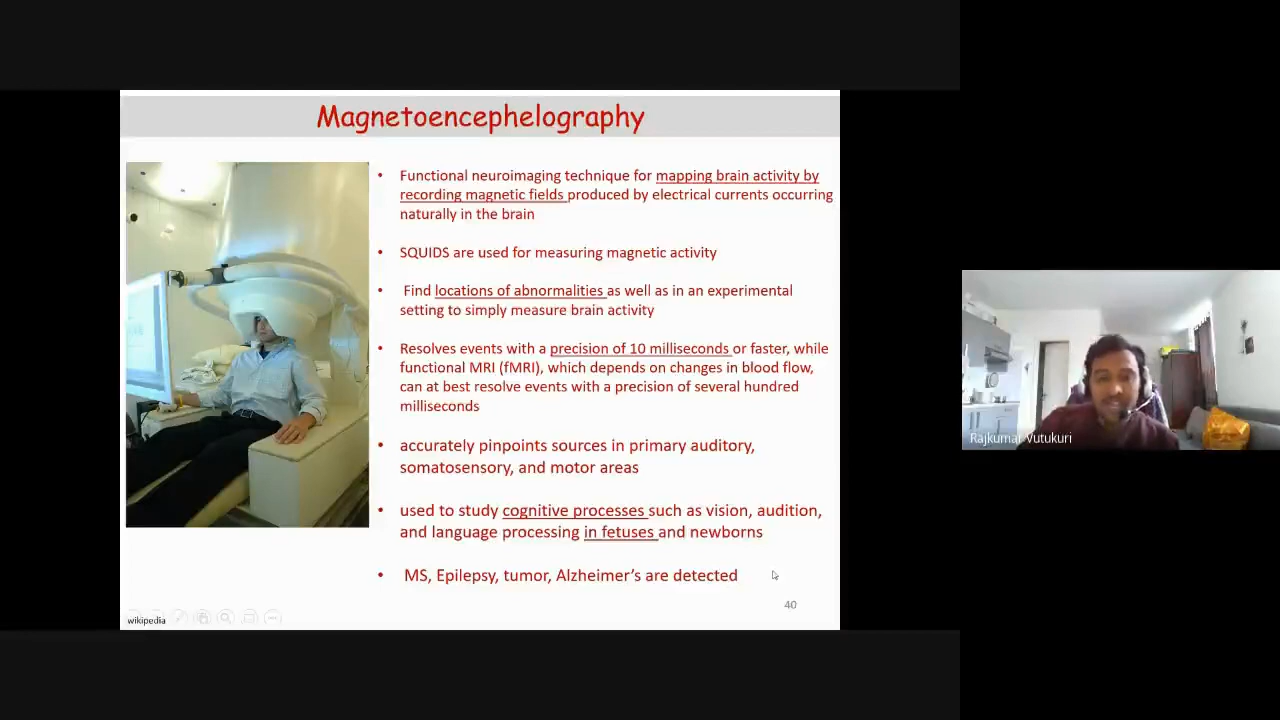 Magnetoencephelography
• Functional neuroimaging technique for mapping brain activity by
recording magnetic fields produced by electrical currents occurring
naturally in the brain
• SQUIDS are used for measuring magnetic activity
• Find locations of abnormalities as well as in an experimental
setting to simply measure brain activity
• Resolves events with a precision of 10 milliseconds or faster, while
functional MRI (fMRI), which depends on changes in blood flow,
can at best resolve events with a precision of several hundred
milliseconds
• accurately pinpoints sources in primary auditory,
somatosensory, and motor areas
• used to study cognitive processes such as vision, audition,
and language processing in fetuses and newborns
• MS, Epilepsy, tumor, Alzheimer’s are detected
40
wikipedia
Rajkumar Vutukuri